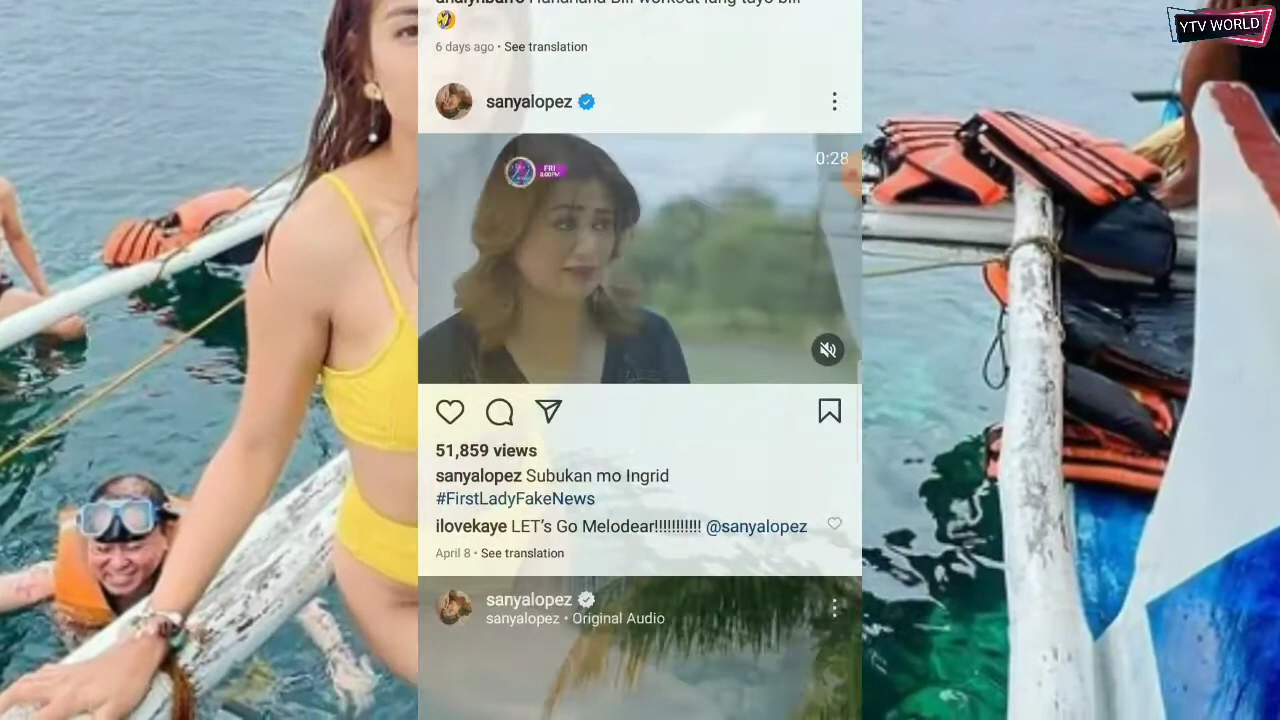 YTV WORLD
6 days ago • See translation
sanyalopez
0:28
FRI
51,859 views
sanyalopez Subukan mo Ingrid
#FirstLadyFakeNews
ilovekaye LET's Go Melodear!!!!!!!!!!! @sanyalopez
April 8 • See translation
sanyalopez
sanyalopez • Original Audio